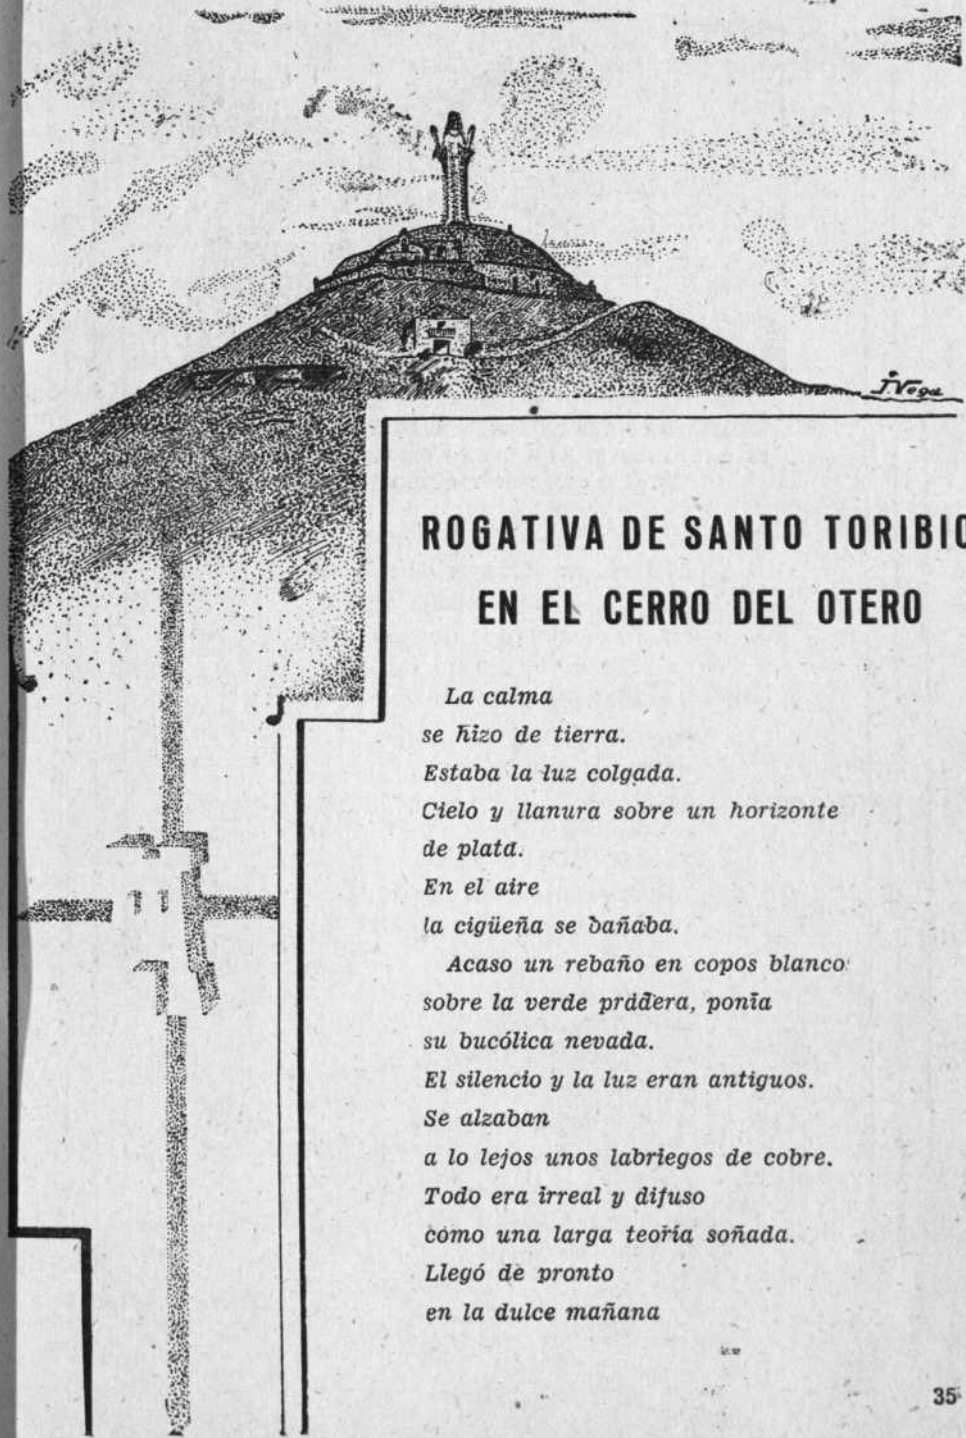 J. Vega
ROGATIVA DE SANTO TORIBIO
EN EL CERRO DEL OTERO
La calma
se hizo de tierra.
Estaba la luz colgada.
Cielo y llanura sobre un horizonte
de plata.
En el aire
la cigüeña se bañaba.
Acaso un rebaño en copos blanco
sobre la verde pradera, ponía
su bucólica nevada.
El silencio y la luz eran antiguos.
Se alzaban
a lo lejos unos labriegos de cobre.
Todo era irreal y difuso
como una larga teoría soñada.
Llegó de pronto
en la dulce mañana
35